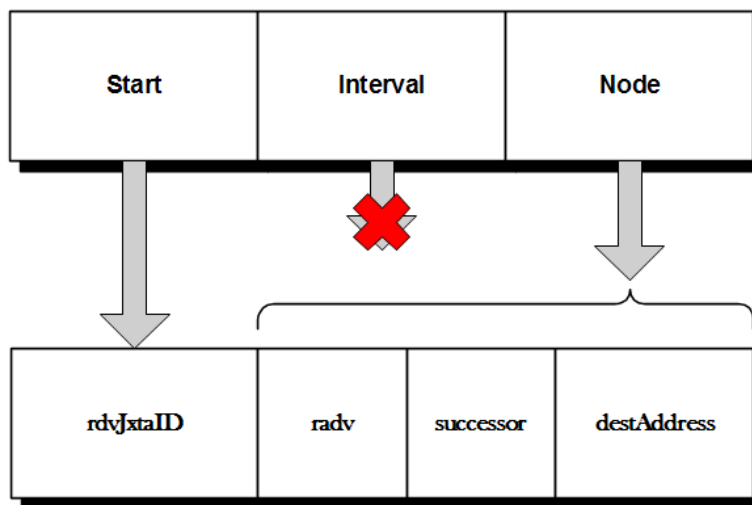 Start
Interval
Node
rdvJxtaID
radv
successor
destAddress